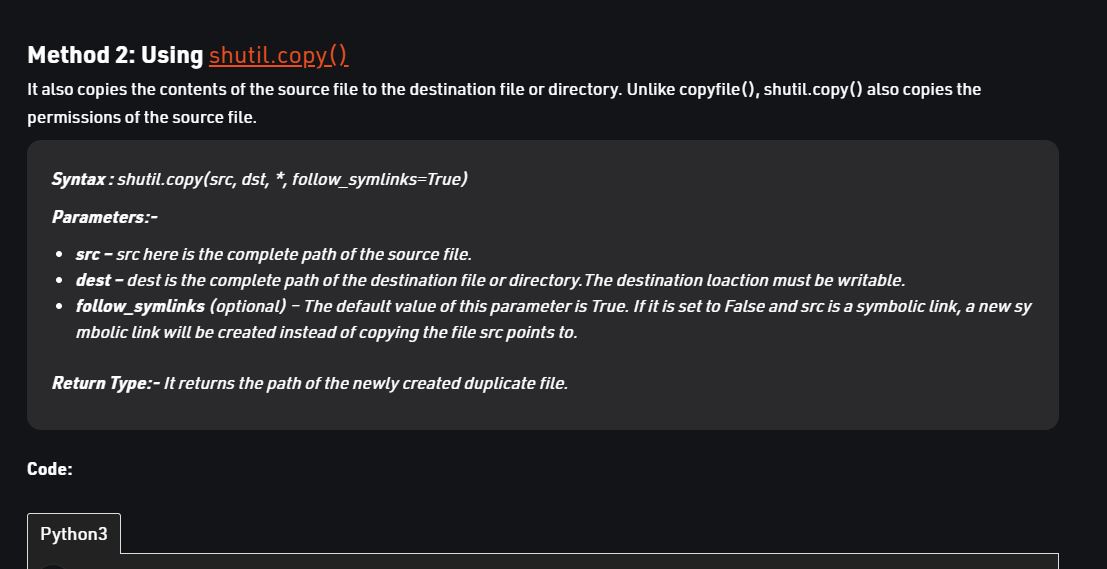 Method 2: Using shutil.copy()
It also copies the contents of the source file to the destination file or directory. Unlike copyfile(), shutil.copy() also copies the
permissions of the source file.
Syntax : shutil.copy(src, dst, *, follow_symlinks=True)
Parameters:-
• src – src here is the complete path of the source file.
• dest – dest is the complete path of the destination file or directory.The destination loaction must be writable.
• follow_symlinks (optional) – The default value of this parameter is True. If it is set to False and src is a symbolic link, a new sy
mbolic link will be created instead of copying the file src points to.
Return Type:- It returns the path of the newly created duplicate file.
Code:
Python3